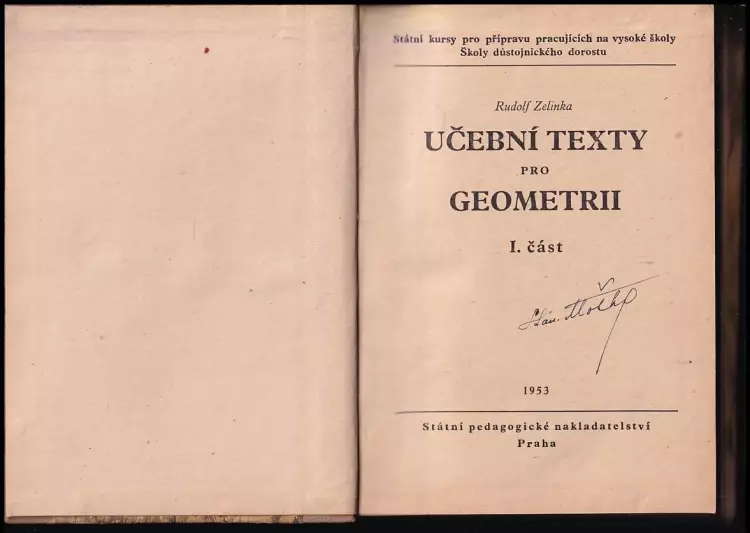 Státní kursy pro přípravu pracujících na vysoké školy
Školy důstojnického dorostu
Rudolf Zelinka
UČEBNÍ TEXTY
PRO
GEOMETRII
I. část
1953
Státní pedagogické nakladatelství
Praha